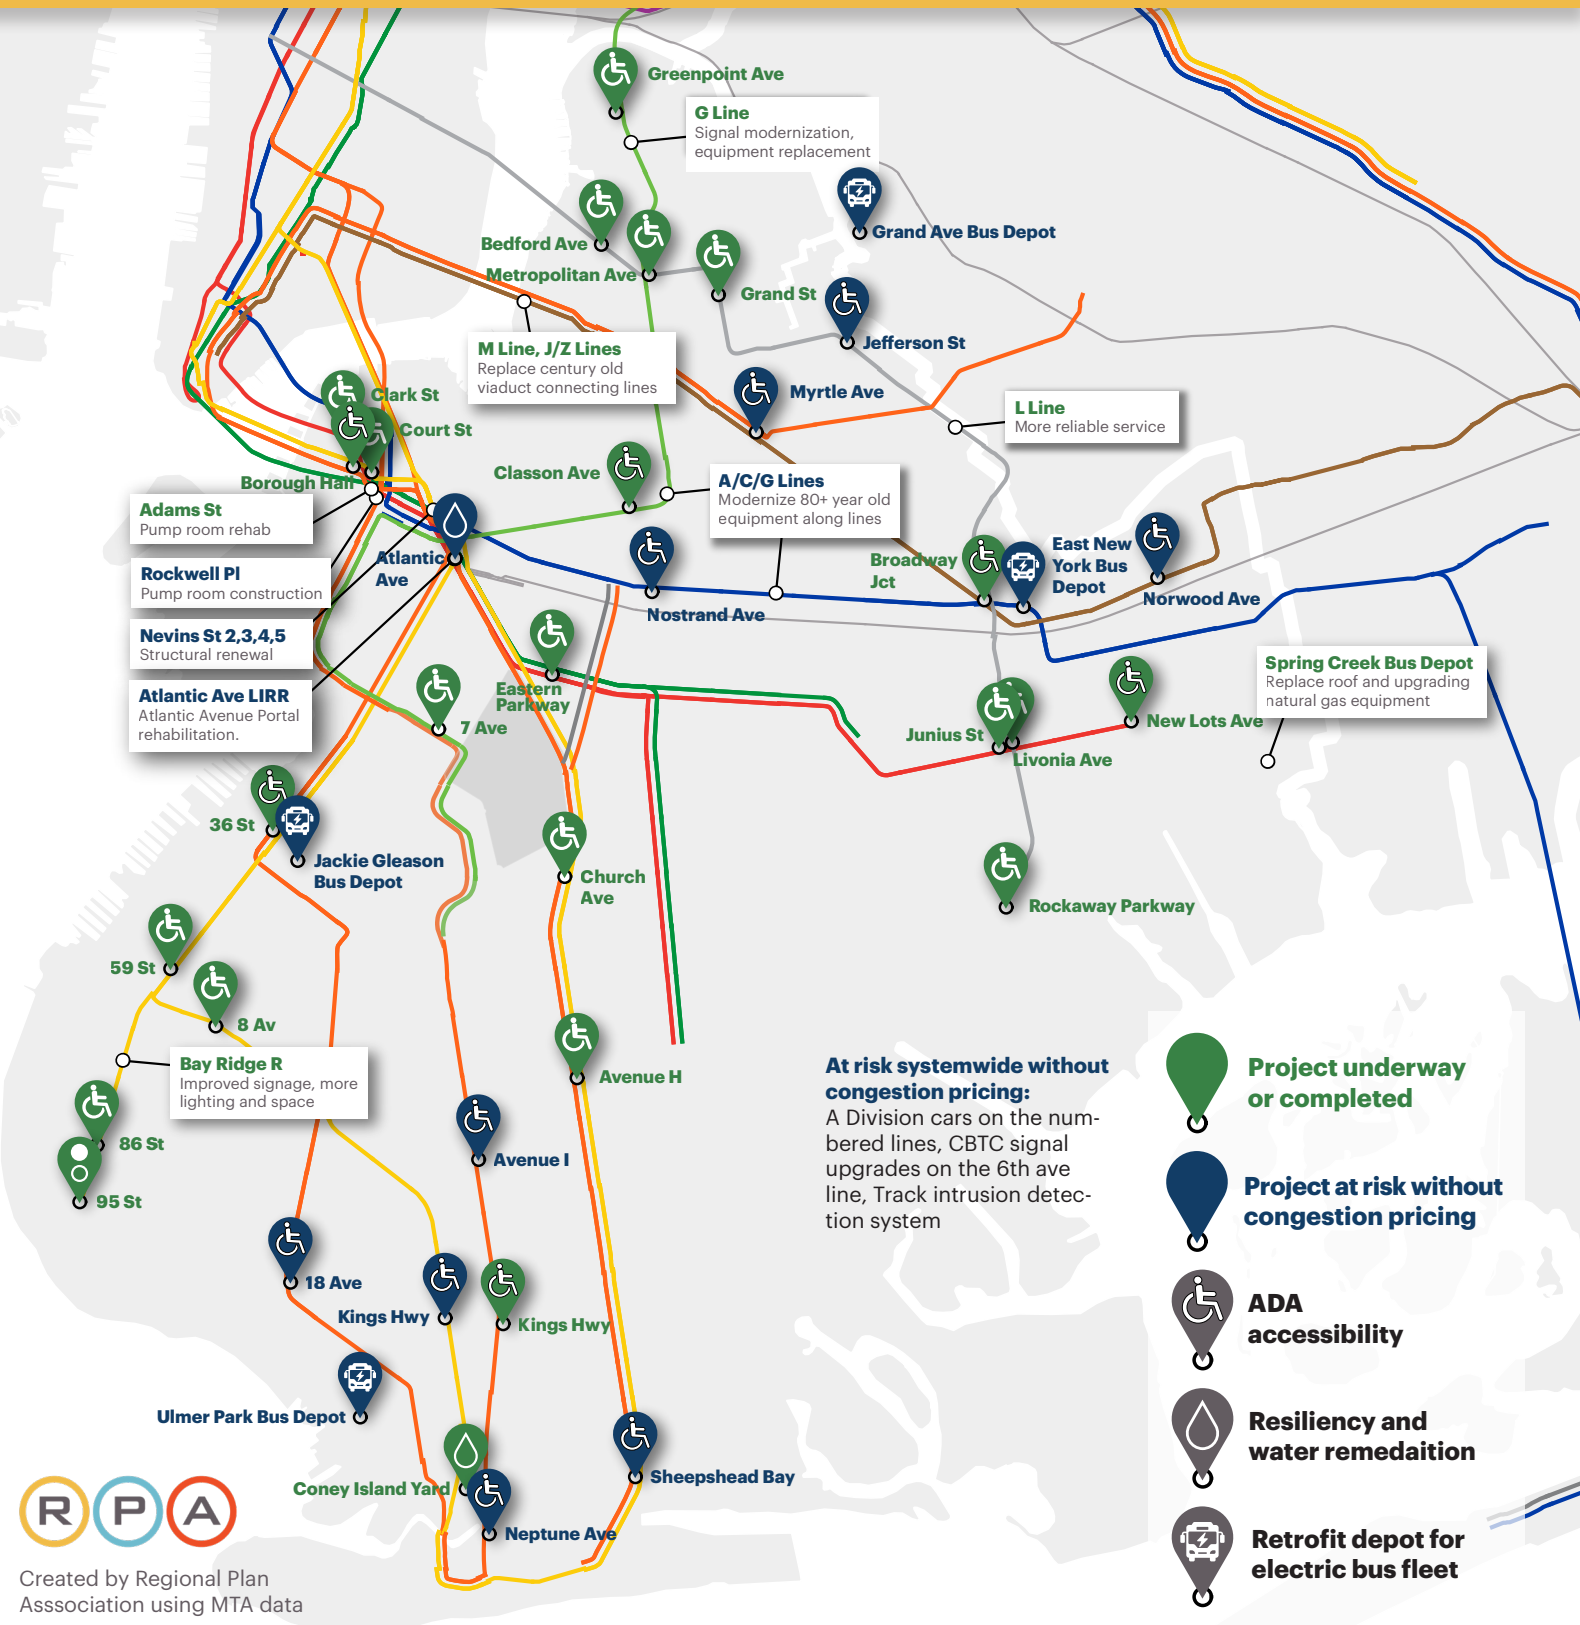 Greenpoint Ave
G Line
Signal modernization,
equipment replacement
Grand Ave Bus Depot
Bedford Ave
Metropolitan Ave
Grand St
Jefferson St
M Line, J/Z Lines
Replace century old
viaduct connecting lines
Myrtle Ave
L Line
More reliable service
Clark St
Court St
Borough Hall
Classon Ave
A/C/G Lines
Modernize 80+ year old
equipment along lines
Adams St
Pump room rehab
Rockwell Pl
Pump room construction
Nevins St 2,3,4,5
Structural renewal
Atlantic Ave LIRR
Atlantic Avenue Portal
rehabilitation.
Atlantic
Ave
Nostrand Ave
Broadway
Jct
East New
York Bus
Depot
Norwood Ave
Eastern
Parkway
7 Ave
Spring Creek Bus Depot
Replace roof and upgrading
natural gas equipment
New Lots Ave
Junius St
Livonia Ave
36 St
Jackie Gleason
Bus Depot
Church
Ave
Rockaway Parkway
59 St
8 Av
Bay Ridge R
Improved signage, more
lighting and space
Avenue H
86 St
95 St
Avenue I
18 Ave
Kings Hwy
Kings Hwy
Ulmer Park Bus Depot
Coney Island Yard
Neptune Ave
Sheepshead Bay
At risk systemwide without
congestion pricing:
A Division cars on the num-
bered lines, CBTC signal
upgrades on the 6th ave
line, Track intrusion detec-
tion system
Project underway
or completed
Project at risk without
congestion pricing
ADA
accessibility
Resiliency and
water remedaition
Retrofit depot for
electric bus fleet
R P A
Created by Regional Plan
Asssociation using MTA data